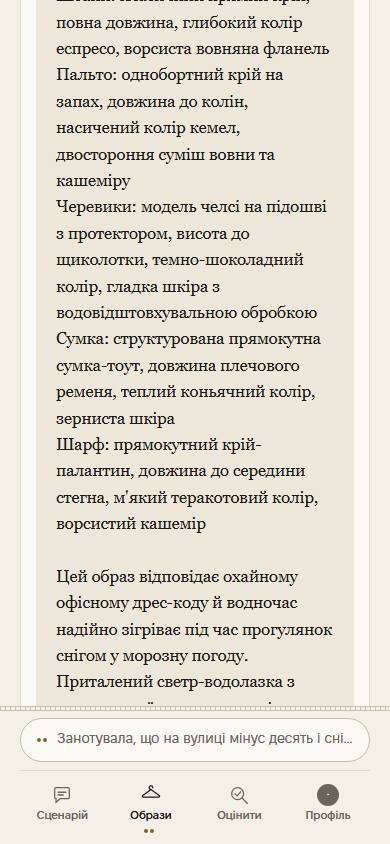 повна довжина, глибокий колір
еспресо, ворсиста вовняна фланель
Пальто: однобортний крій на
запах, довжина до колін,
насичений колір кемел,
двостороння суміш вовни та
кашеміру
Черевики: модель челсі на підошві
з протектором, висота до
щиколотки, темно-шоколадний
колір, гладка шкіра з
водовідштовхувальною обробкою
Сумка: структурована прямокутна
сумка-тоут, довжина плечового
ременя, теплий коньячний колір,
зерниста шкіра
Шарф: прямокутний крій-
палантин, довжина до середини
стегна, м'який теракотовий колір,
ворсистий кашемір
Цей образ відповідає охайному
офісному дрес-коду й водночас
надійно зігріває під час прогулянок
снігом у морозну погоду.
Приталений светр-водолазка з
Занотувала, що на вулиці мінус десять і сні...
Сценарій
Образи
Оцінити
Профіль